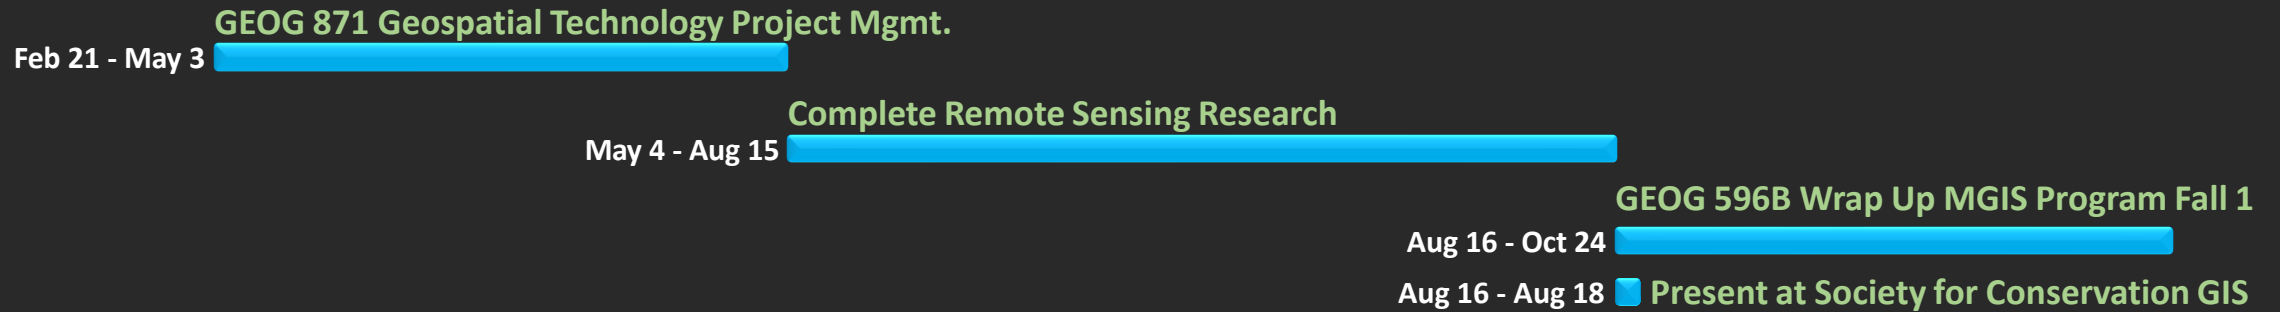 GEOG 871 Geospatial Technology Project Mgmt.
Feb 21 - May 3
Complete Remote Sensing Research
May 4 - Aug 15
GEOG 596B Wrap Up MGIS Program Fall 1
Aug 16 - Oct 24
Aug 16 - Aug 18 Present at Society for Conservation GIS